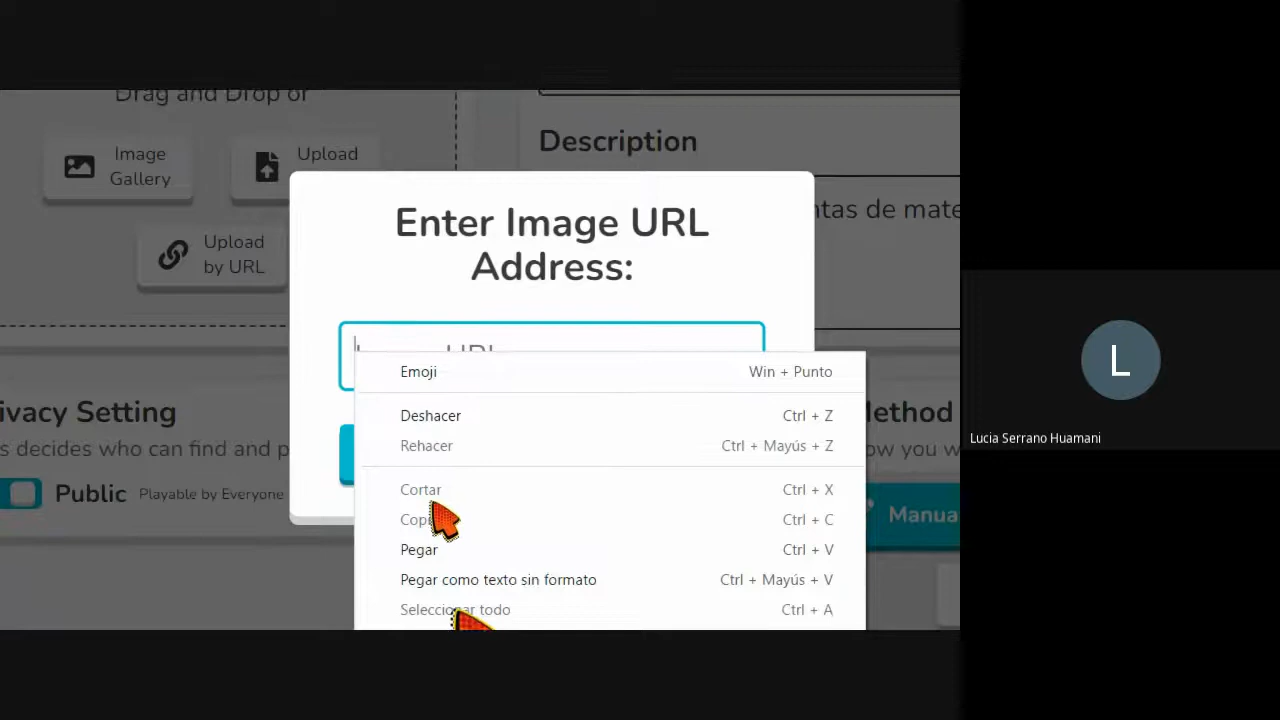 Drag and Drop or
Image
Gallery
Upload
Upload
by URL
Description
Enter Image URL
Address:
URL
Emoji Win + Punto
Deshacer Ctrl + Z
Rehacer Ctrl + Mayús + Z
Cortar Ctrl + X
Ctrl + C
Pegar Ctrl + V
Pegar como texto sin formato Ctrl + Mayús + V
Seleccionar todo Ctrl + A
ivacy Setting
s decides who can find and p
Public Playable by Everyone
ntas de mate
ethod
ow you w
Manua
L
Lucia Serrano Huamani